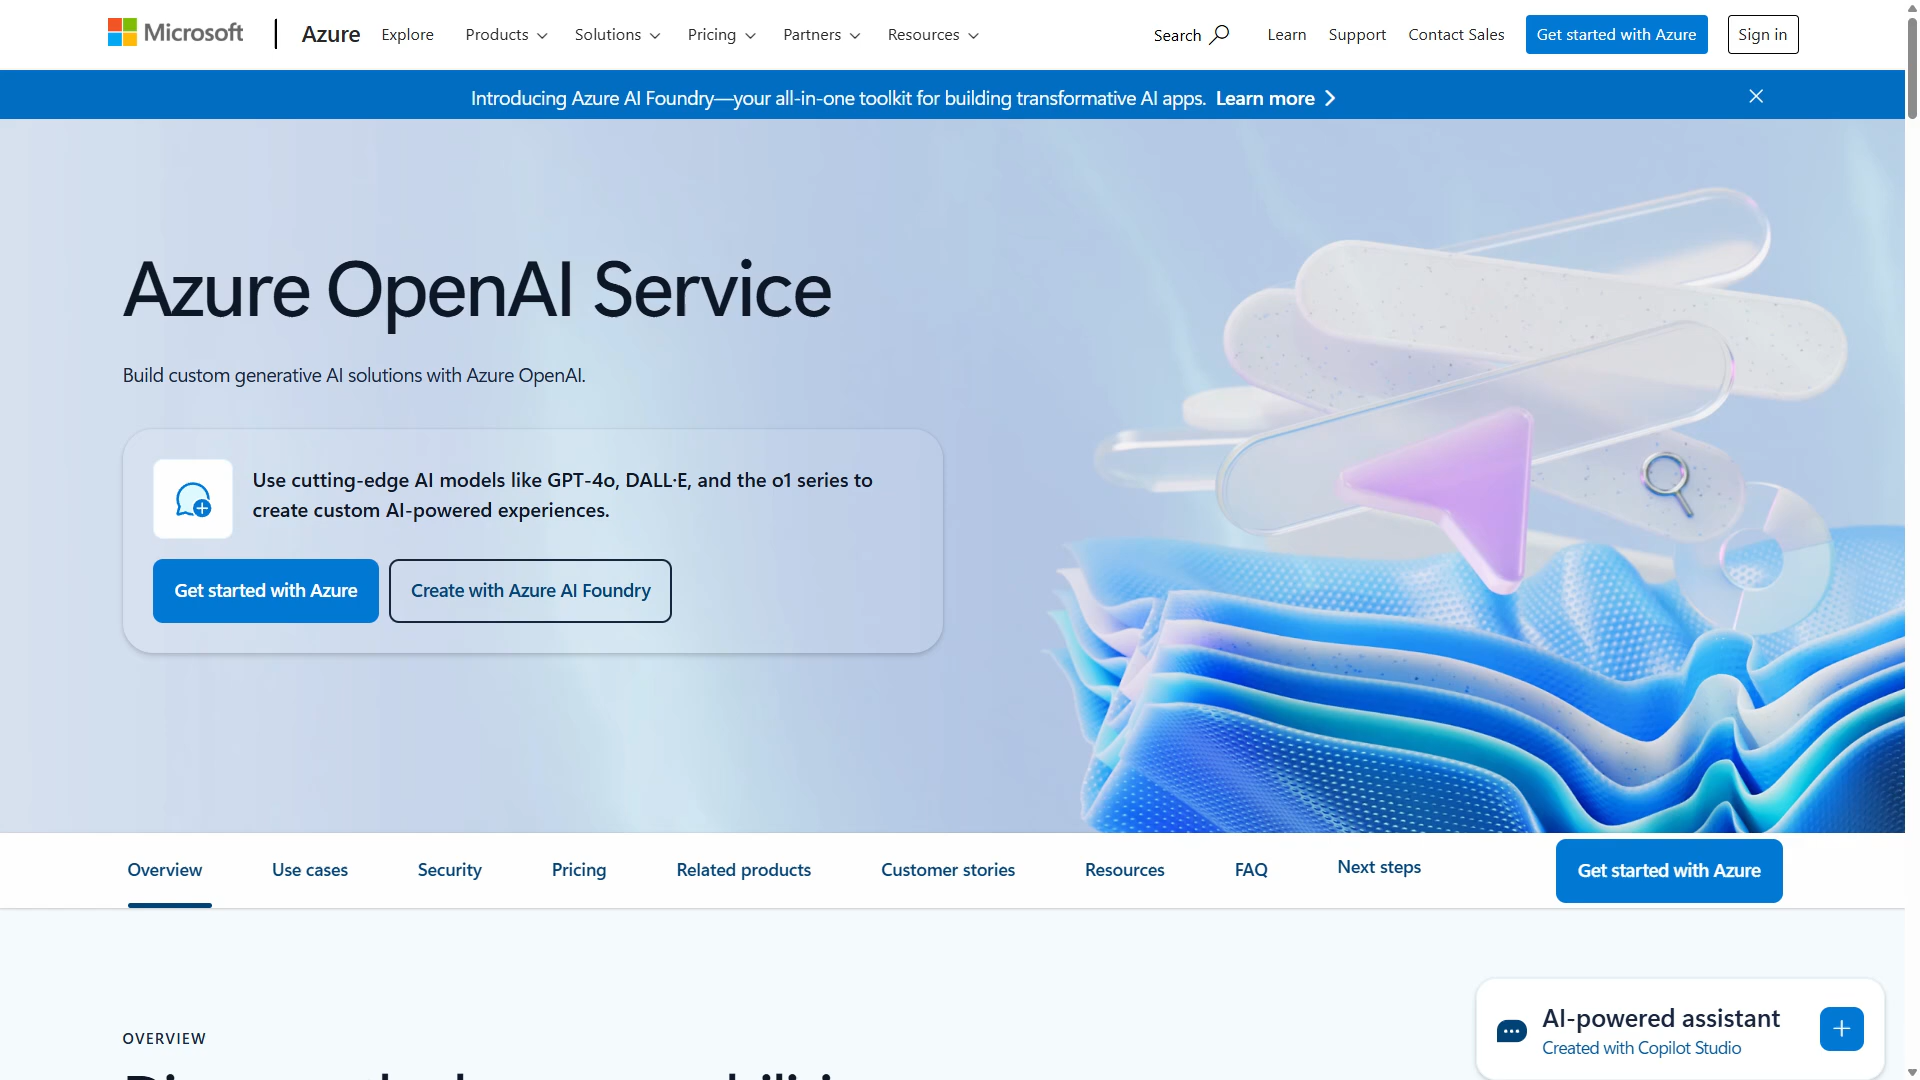 Microsoft
Azure
Explore
Products
Solutions
Pricing
Partners
Resources
Search
Learn
Support
Contact Sales
Get started with Azure
Sign in
Introducing Azure AI Foundry—your all-in-one toolkit for building transformative AI apps. Learn more
Azure OpenAI Service
Build custom generative AI solutions with Azure OpenAI.
Use cutting-edge AI models like GPT-4o, DALL·E, and the o1 series to
create custom AI-powered experiences.
Get started with Azure
Create with Azure AI Foundry
Overview
Use cases
Security
Pricing
Related products
Customer stories
Resources
FAQ
Next steps
Get started with Azure
OVERVIEW
AI-powered assistant
Created with Copilot Studio